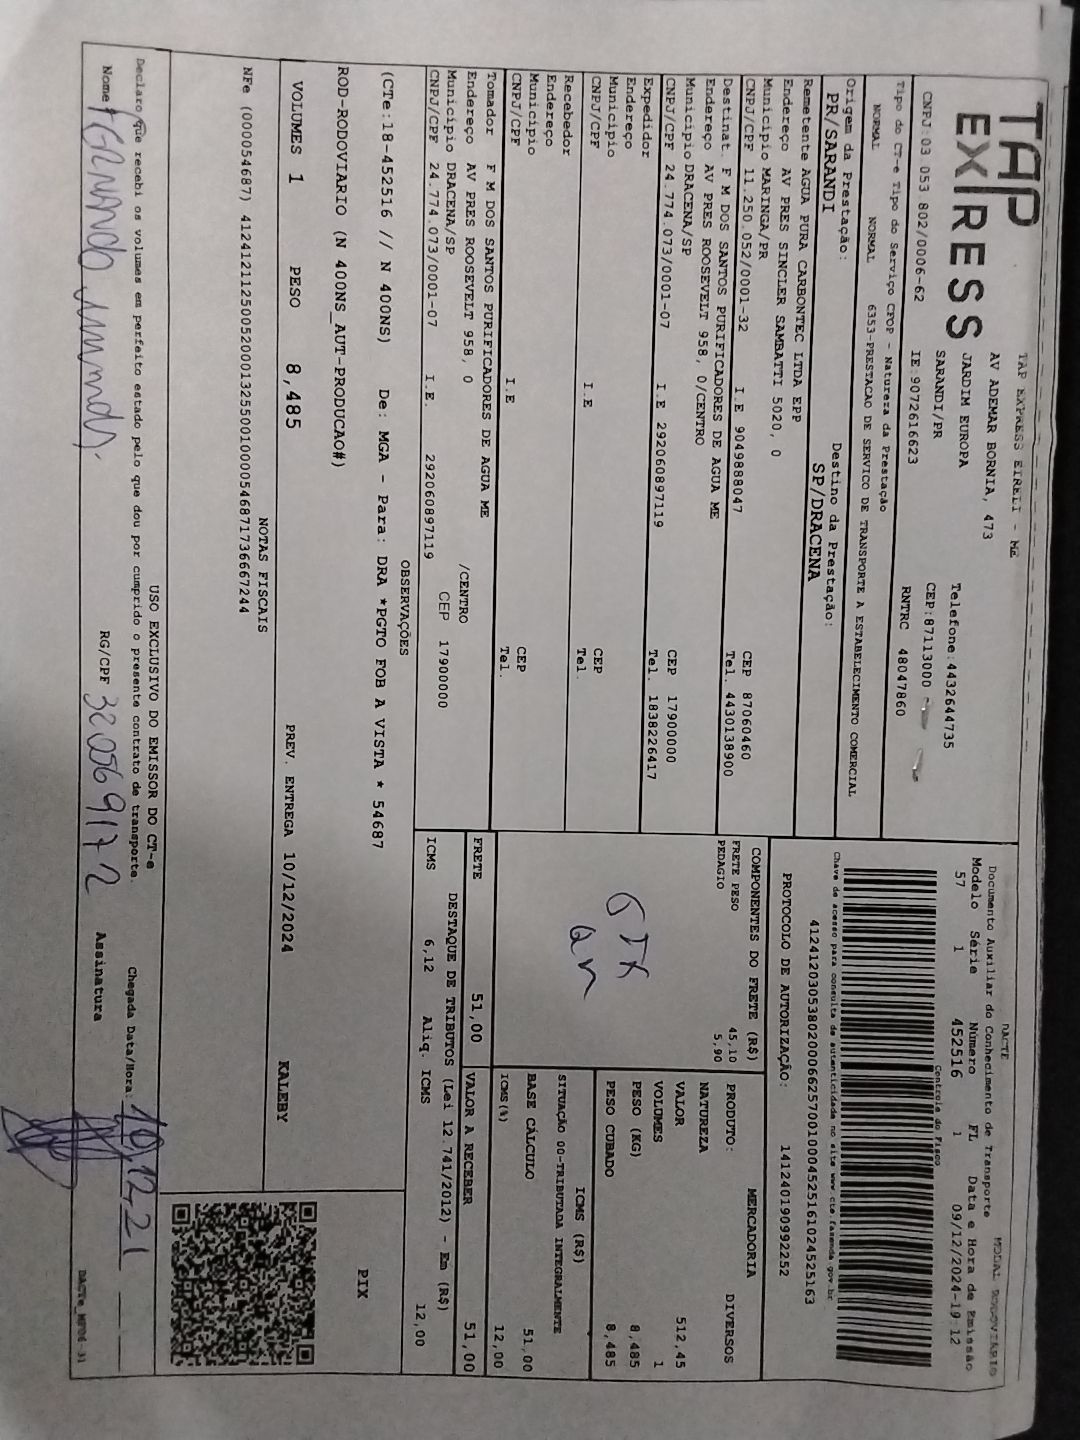 TAP
EXPRESS
TAP EXPRESS EIRELI - ME
AV ADEMAR BORNIA, 473
JARDIM EUROPA
SARANDI/PR
Telefone:4432644735
CEP:87113000
CNPJ:03 053 802/0006-62
IE:9072616623
RNTRC 48047860
Tipo do CT-e Tipo do Serviço CFOP - Natureza da Prestação
NORMAL NORMAL 6353-PRESTACAO DE SERVICO DE TRANSPORTE A ESTABELECIMENTO COMERCIAL
Origem da Prestação: Destino da Prestação:
PR/SARANDI SP/DRACENA
Remetente AGUA PURA CARBONTEC LTDA EPP
Endereço AV PRES SINCLER SAMBATTI 5020, 0
Municipio MARINGA/PR CEP 87060460
CNPJ/CPF 11.250.052/0001-32 I.E 9049888047 Tel. 4430138900
Destinat. F M DOS SANTOS PURIFICADORES DE AGUA ME
Endereço AV PRES ROOSEVELT 958, 0/CENTRO
Municipio DRACENA/SP CEP 17900000
CNPJ/CPF 24.774.073/0001-07 I.E 292060897119 Tel. 1838226417
Expedidor
Endereço
Municipio CEP
CNPJ/CPF I.E Tel.
Recebedor
Endereço
Municipio CEP
CNPJ/CPF I.E Tel.
Tomador F M DOS SANTOS PURIFICADORES DE AGUA ME
Endereço AV PRES ROOSEVELT 958, 0 /CENTRO
Municipio DRACENA/SP CEP 17900000
CNPJ/CPF 24.774.073/0001-07 I.E. 292060897119
DACTE
Documento Auxiliar do Conhecimento de Transporte MODAL RODOVIÁRIO
Modelo Série Número FL Data e Hora de Emissão
57 1 452516 1 09/12/2024-19:12
Controle do Fisco
Chave de acesso para consulta de autenticidade no site www.cte.fazenda.gov.br
41241203053802000662570010004525161024525163
PROTOCOLO DE AUTORIZAÇÃO: 141240190992252
COMPONENTES DO FRETE (R$)
FRETE PESO 45,10
PEDAGIO 5,90
MERCADORIA
PRODUTO: DIVERSOS
NATUREZA
VALOR 512,45
VOLUMES 1
PESO (KG) 8,485
PESO CUBADO 8,485
ICMS (R$)
SITUAÇÃO 00-TRIBUTADA INTEGRALMENTE
BASE CÁLCULO 51,00
ICMS(%) 12,00
FRETE 51,00
VALOR A RECEBER 51,00
DESTAQUE DE TRIBUTOS (Lei 12.741/2012) - Em (R$)
ICMS 6,12 Aliq. ICMS 12,00
OBSERVAÇÕES
(CTe:18-452516 // N 400NS) De: MGA - Para: DRA *PGTO FOB A VISTA * 54687
ROD-RODOVIARIO (N 400NS_AUT-PRODUCAO#)
PIX
VOLUMES 1 PESO 8,485 PREV. ENTREGA 10/12/2024 KALEBY
NOTAS FISCAIS
NFe (000054687) 41241211250052000132550010000546871736667244
USO EXCLUSIVO DO EMISSOR DO CT-e
Declaro que recebi os volumes em perfeito estado pelo que dou por cumprido o presente contrato de transporte. Chegada Data/Hora:
Nome RG/CPF 320569172 Assinatura